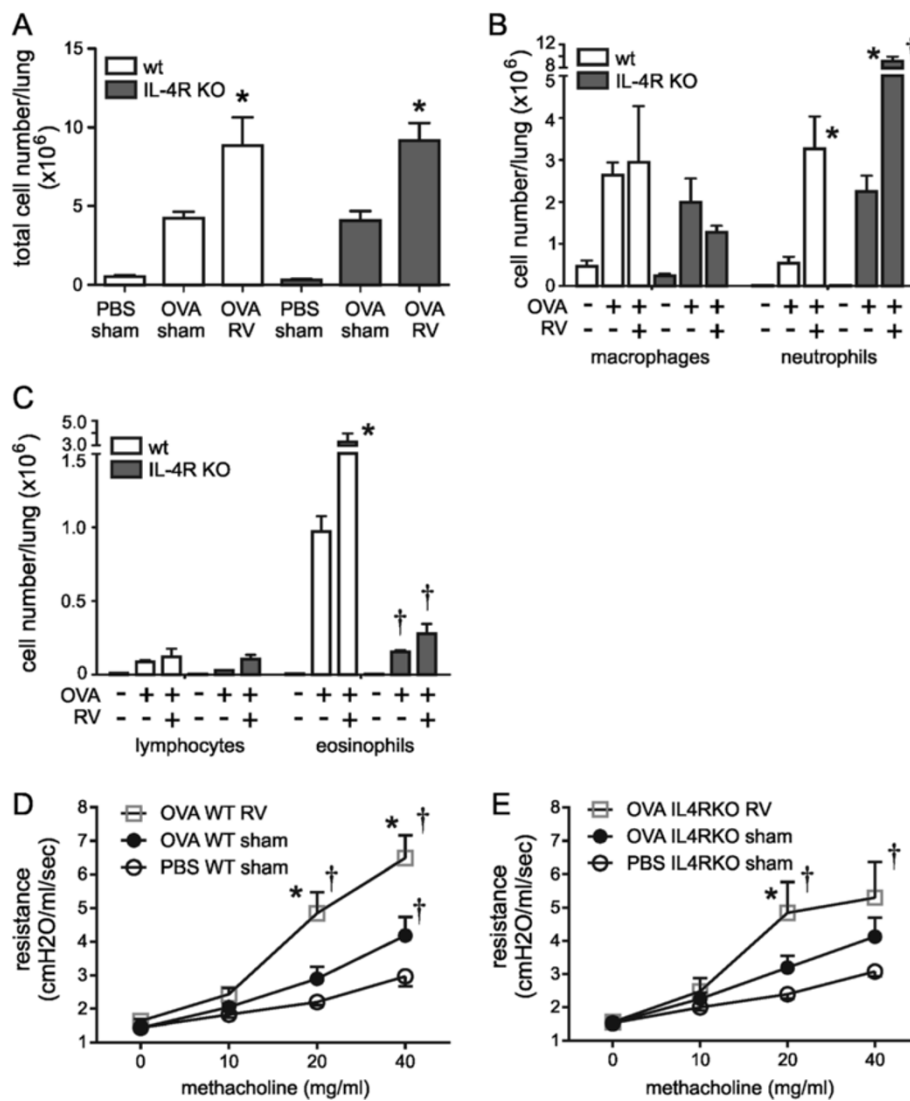 A
total cell number/lung
(x10⁶)
15
10
5
0
wt
IL-4R KO
*
*
PBS sham
OVA sham
OVA RV
PBS sham
OVA sham
OVA RV
B
cell number/lung (x10⁶)
12
8
5
4
3
2
1
0
wt
IL-4R KO
*
* †
OVA - + + - + + - + + - + +
RV - - + - - + - - + - - +
macrophages
neutrophils
C
cell number/lung (x10⁶)
5.0
3.0
1.5
1.0
0.5
0
wt
IL-4R KO
*
†
†
OVA - + + - + + - + + - + +
RV - - + - - + - - + - - +
lymphocytes
eosinophils
D
resistance
(cmH2O/ml/sec)
8
7
6
5
4
3
2
1
OVA WT RV
OVA WT sham
PBS WT sham
* †
* †
†
0 10 20 40
methacholine (mg/ml)
E
resistance
(cmH2O/ml/sec)
8
7
6
5
4
3
2
1
OVA IL4RKO RV
OVA IL4RKO sham
PBS IL4RKO sham
* †
†
0 10 20 40
methacholine (mg/ml)